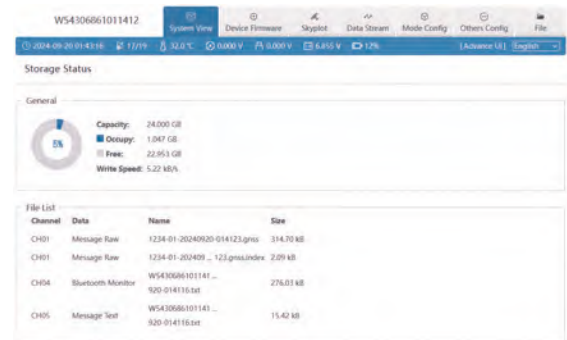 WS4306861011412
System View
Device Firmware
Skyplot
Data Stream
Mode Config
Others Config
File
2024-09-20 01:43:16 17/19 32.0℃ 0.000 V 0.000 V 6.855 V 12% [Advance UI] English
Storage Status
General
5%
Capacity: 24.000 GB
Occupy: 1.047 GB
Free: 22.953 GB
Write Speed: 5.22 kB/s
File List
Channel Data Name Size
CH01 Message Raw 1234-01-20240920-014123.gnss 314.70 kB
CH01 Message Raw 1234-01-202409 ... 123.gnss.index 2.09 kB
CH04 Bluetooth Monitor WS430686101141 ... 276.03 kB
920-014116.txt
CH05 Message Text WS430686101141 ... 15.42 kB
920-014116.txt